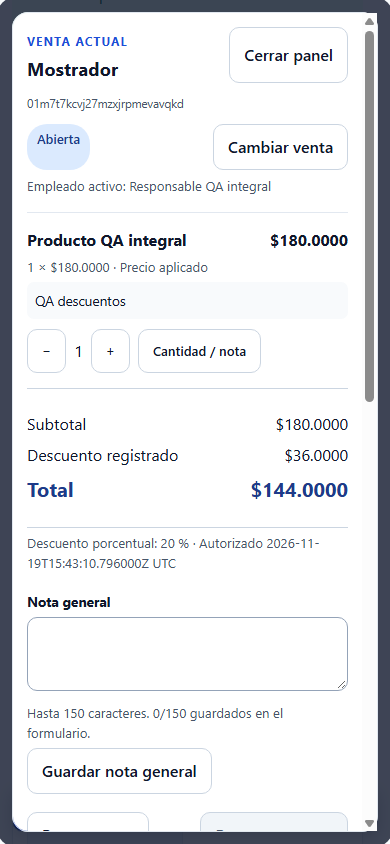 VENTA ACTUAL
Mostrador
Cerrar panel
01m7t7kcvj27mzxjrpmevavqkd
Abierta
Cambiar venta
Empleado activo: Responsable QA integral
Producto QA integral $180.0000
1 × $180.0000 · Precio aplicado
QA descuentos
− 1 + Cantidad / nota
Subtotal $180.0000
Descuento registrado $36.0000
Total $144.0000
Descuento porcentual: 20 % · Autorizado 2026-11-
19T15:43:10.796000Z UTC
Nota general
Hasta 150 caracteres. 0/150 guardados en el
formulario.
Guardar nota general